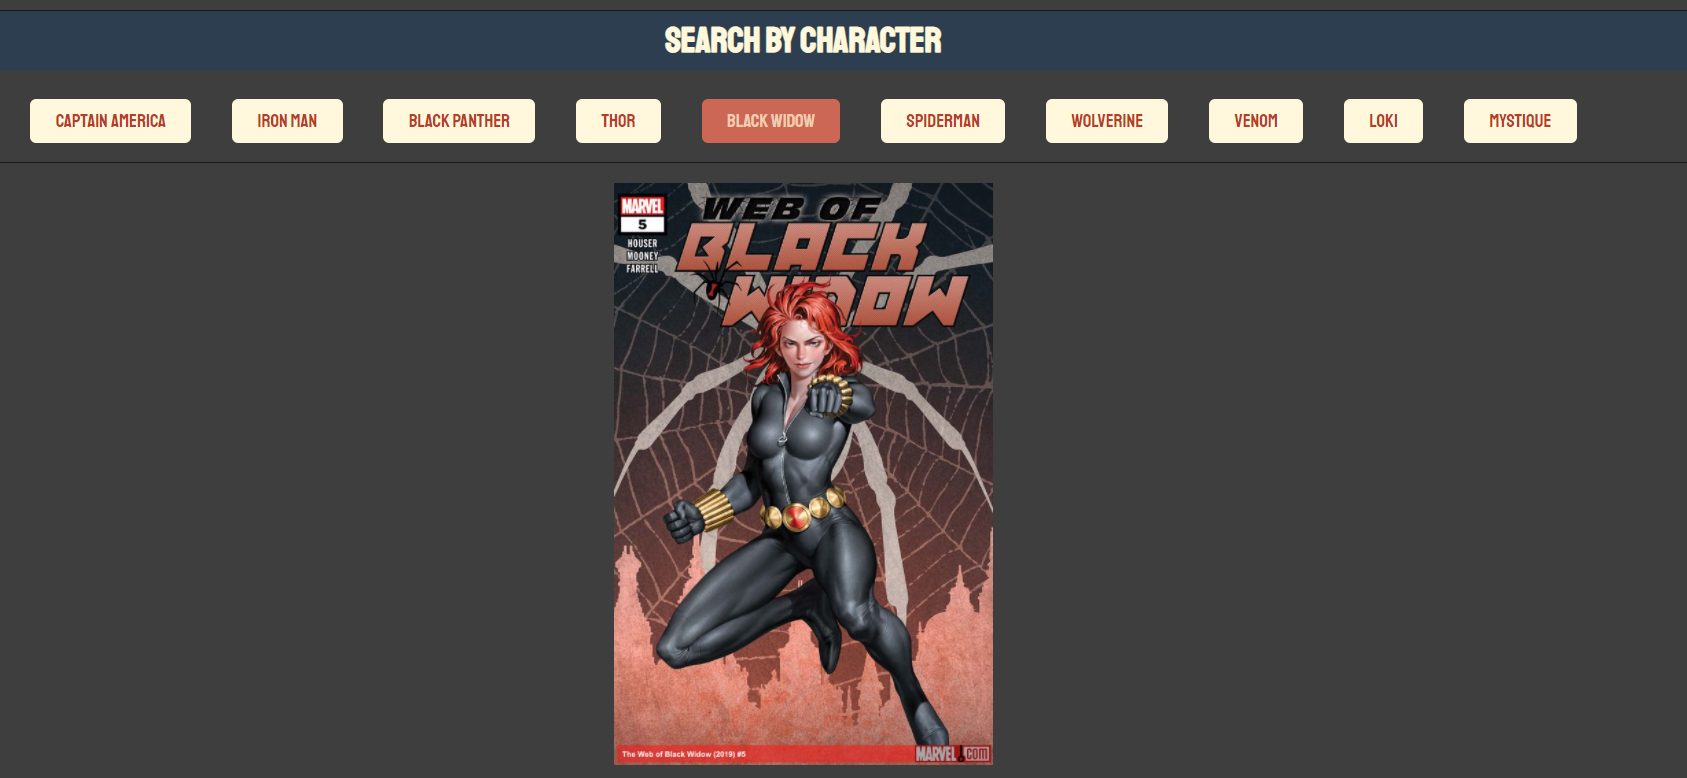 SEARCH BY CHARACTER
CAPTAIN AMERICA
IRON MAN
BLACK PANTHER
THOR
BLACK WIDOW
SPIDERMAN
WOLVERINE
VENOM
LOKI
MYSTIQUE
MARVEL
5
HOUSER
MOONEY
FARRELL
WEB OF
BLACK
WIDOW
The Web of Black Widow (2019) #5
MARVEL.COM